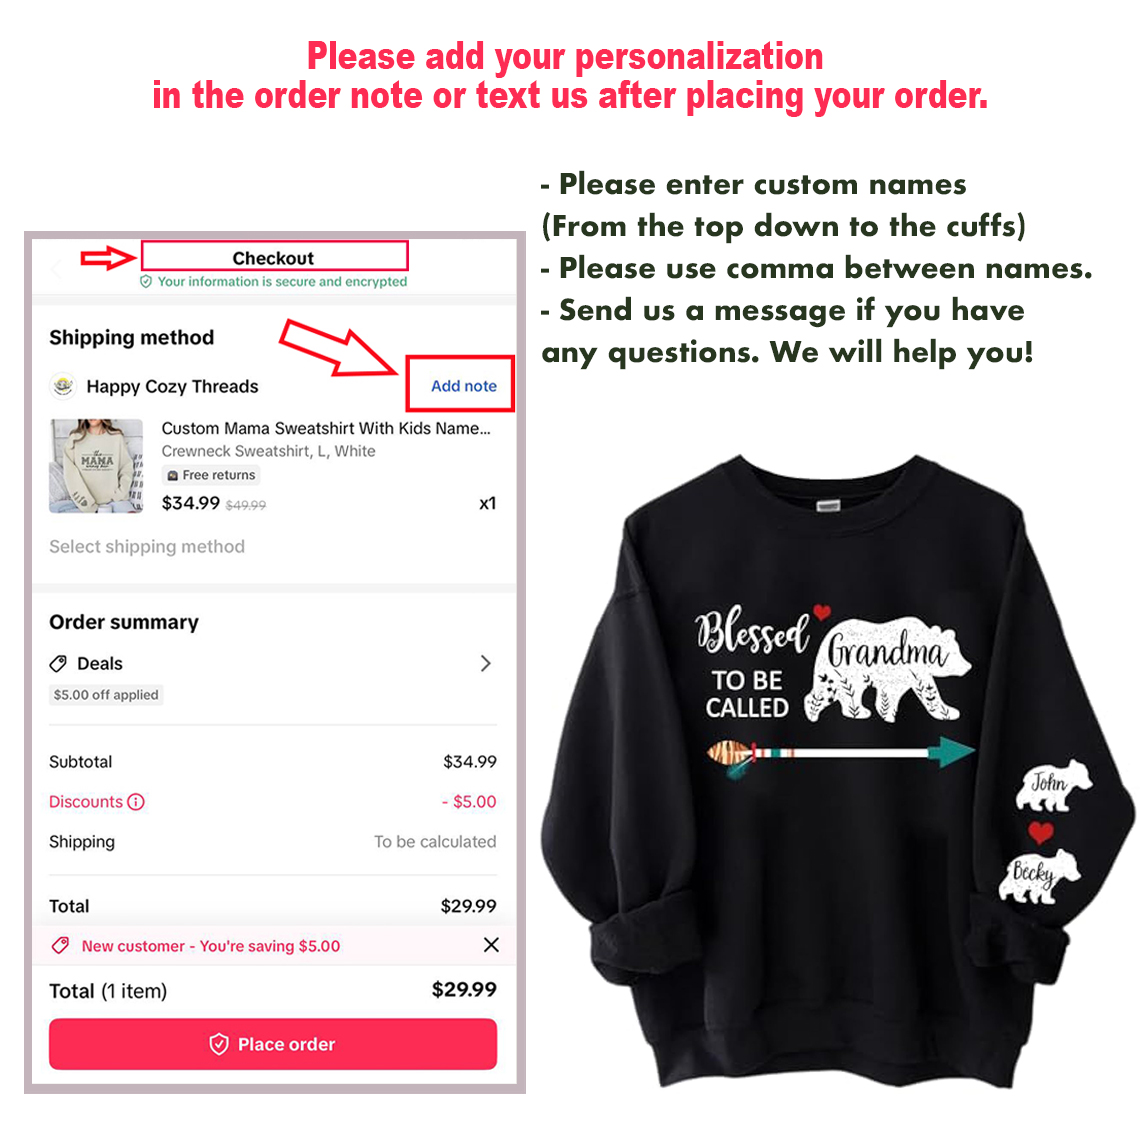 Please add your personalization
in the order note or text us after placing your order.
- Please enter custom names
(From the top down to the cuffs)
- Please use comma between names.
- Send us a message if you have
any questions. We will help you!
Checkout
Your information is secure and encrypted
Shipping method
Happy Cozy Threads
Add note
MAMA
Custom Mama Sweatshirt With Kids Name...
Crewneck Sweatshirt, L, White
Free returns
$34.99 $49.99
x1
Select shipping method
Order summary
Deals
$5.00 off applied
Subtotal
$34.99
Discounts
- $5.00
Shipping
To be calculated
Total
$29.99
New customer - You're saving $5.00
Total (1 item)
$29.99
Place order
Blessed
Grandma
TO BE
CALLED
John
Becky